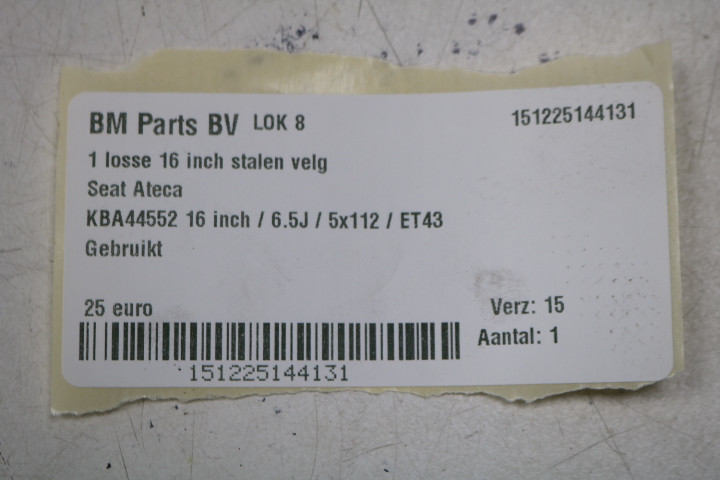 BM Parts BV LOK 8 151225144131
1 losse 16 inch stalen velg
Seat Ateca
KBA44552 16 inch / 6.5J / 5x112 / ET43
Gebruikt
25 euro Verz: 15
Aantal: 1
151225144131